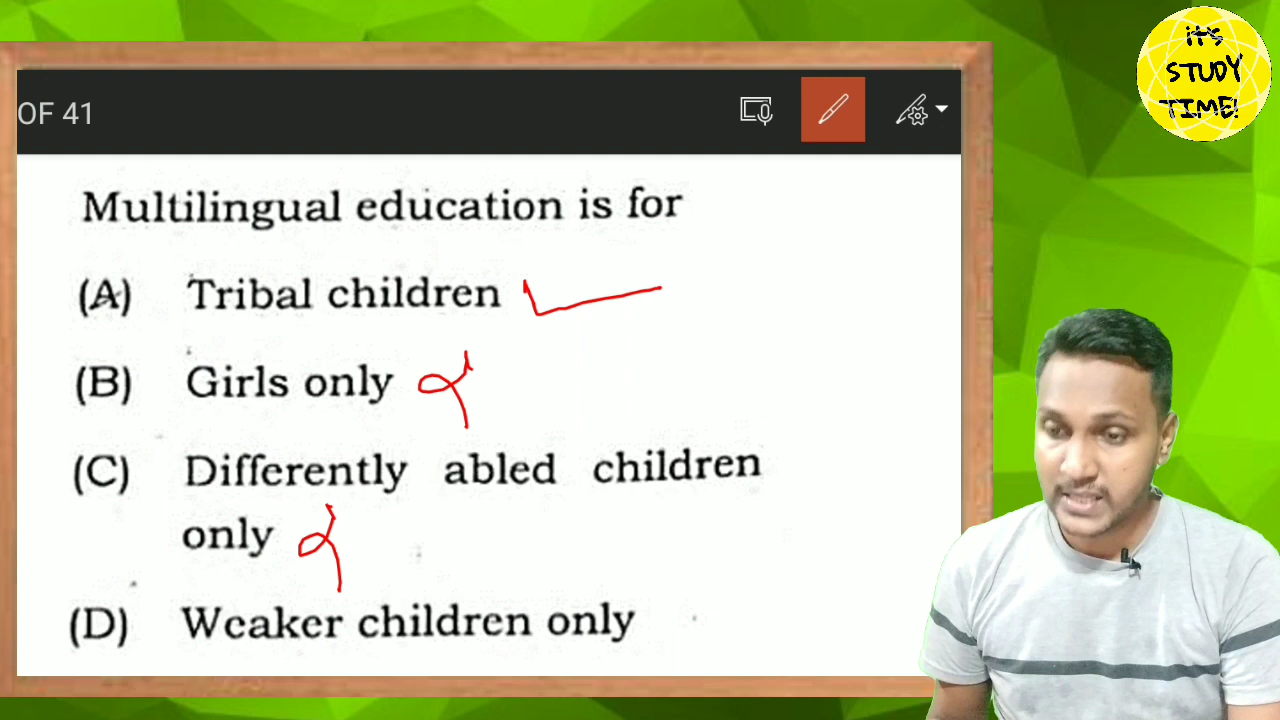 IT'S
STUDY
TIME!
OF 41
Multilingual education is for
(A) Tribal children
(B) Girls only
(C) Differently abled children
only
(D) Weaker children only